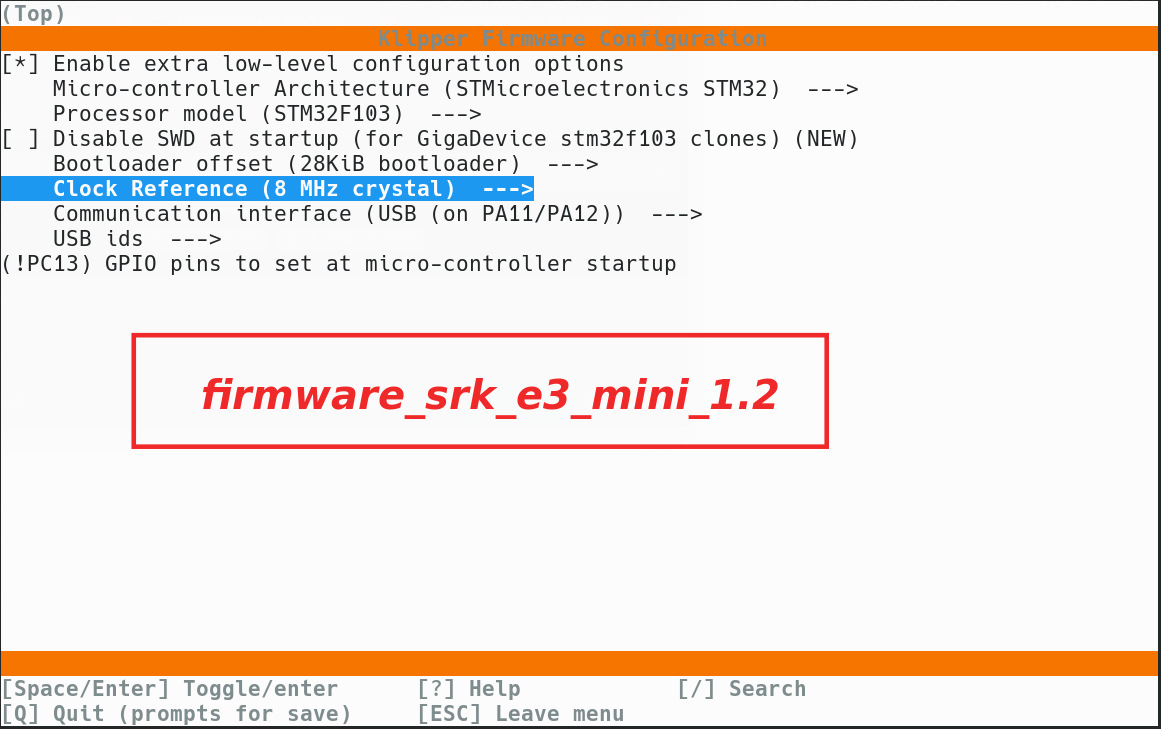 (Top)
Klipper Firmware Configuration
[*] Enable extra low-level configuration options
Micro-controller Architecture (STMicroelectronics STM32)  --->
Processor model (STM32F103)  --->
[ ] Disable SWD at startup (for GigaDevice stm32f103 clones) (NEW)
Bootloader offset (28KiB bootloader)  --->
Clock Reference (8 MHz crystal)  --->
Communication interface (USB (on PA11/PA12))  --->
USB ids  --->
(!PC13) GPIO pins to set at micro-controller startup
firmware_srk_e3_mini_1.2
[Space/Enter] Toggle/enter      [?] Help            [/] Search
[Q] Quit (prompts for save)     [ESC] Leave menu